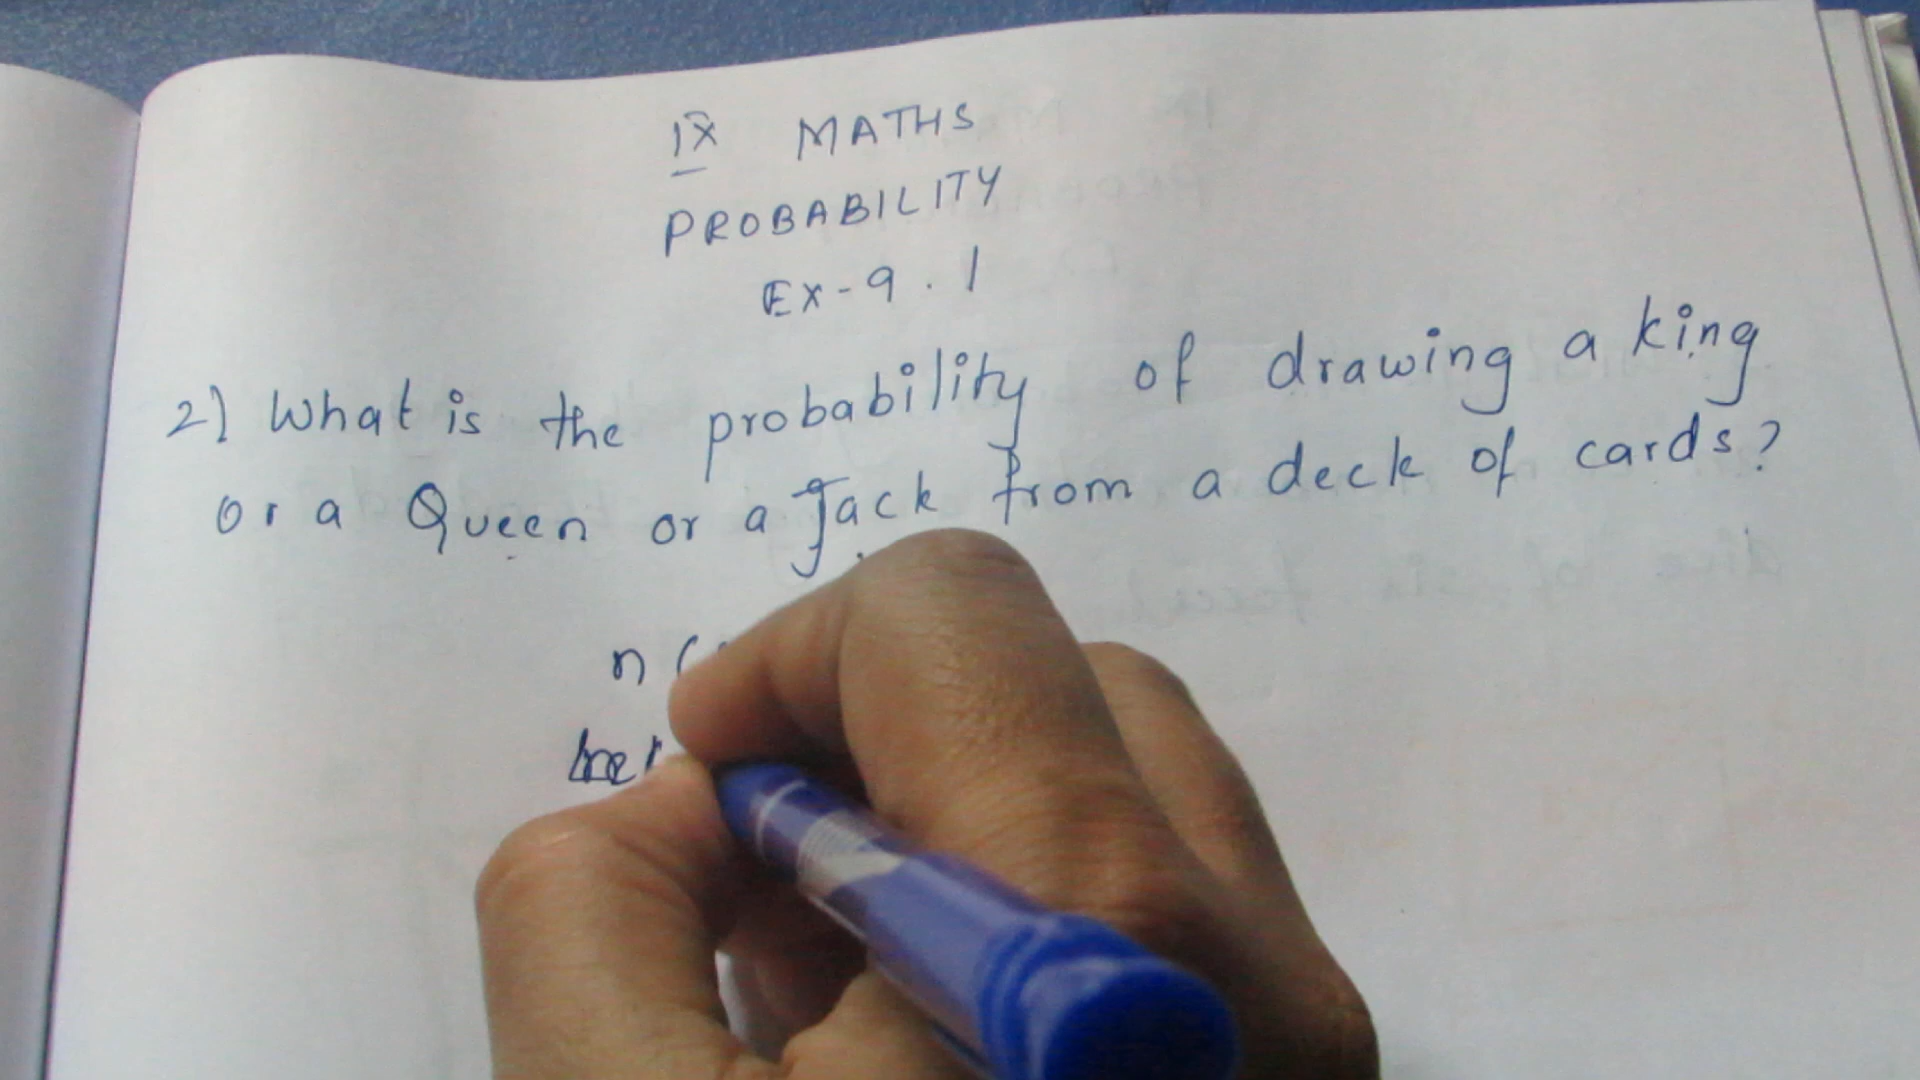 IX MATHS
PROBABILITY
Ex-9.1
2) What is the probability of drawing a king
or a Queen or a Jack from a deck of cards?
n (